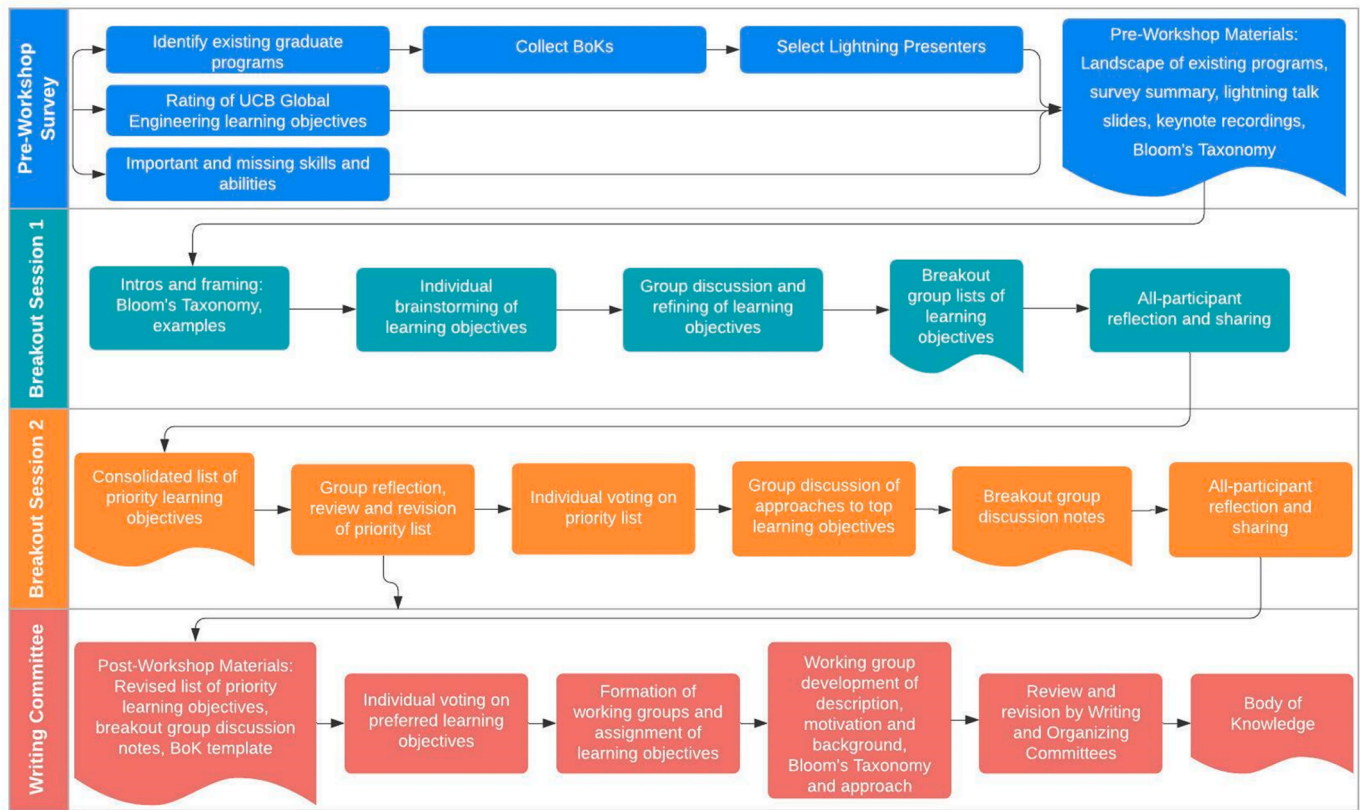 Pre-Workshop
Survey
Identify existing graduate
programs
Collect BoKs
Select Lightning Presenters
Rating of UCB Global
Engineering learning objectives
Important and missing skills and
abilities
Pre-Workshop Materials:
Landscape of existing programs,
survey summary, lightning talk
slides, keynote recordings,
Bloom's Taxonomy
Breakout Session 1
Intros and framing:
Bloom's Taxonomy,
examples
Individual
brainstorming of
learning objectives
Group discussion and
refining of learning
objectives
Breakout
group lists of
learning
objectives
All-participant
reflection and sharing
Breakout Session 2
Consolidated list of
priority learning
objectives
Group reflection,
review and revision
of priority list
Individual voting on
priority list
Group discussion of
approaches to top
learning objectives
Breakout group
discussion notes
All-participant
reflection and
sharing
Writing Committee
Post-Workshop Materials:
Revised list of priority
learning objectives,
breakout group discussion
notes, BoK template
Individual voting on
preferred learning
objectives
Formation of
working groups and
assignment of
learning objectives
Working group
development of
description,
motivation and
background,
Bloom's Taxonomy
and approach
Review and
revision by Writing
and Organizing
Committees
Body of
Knowledge